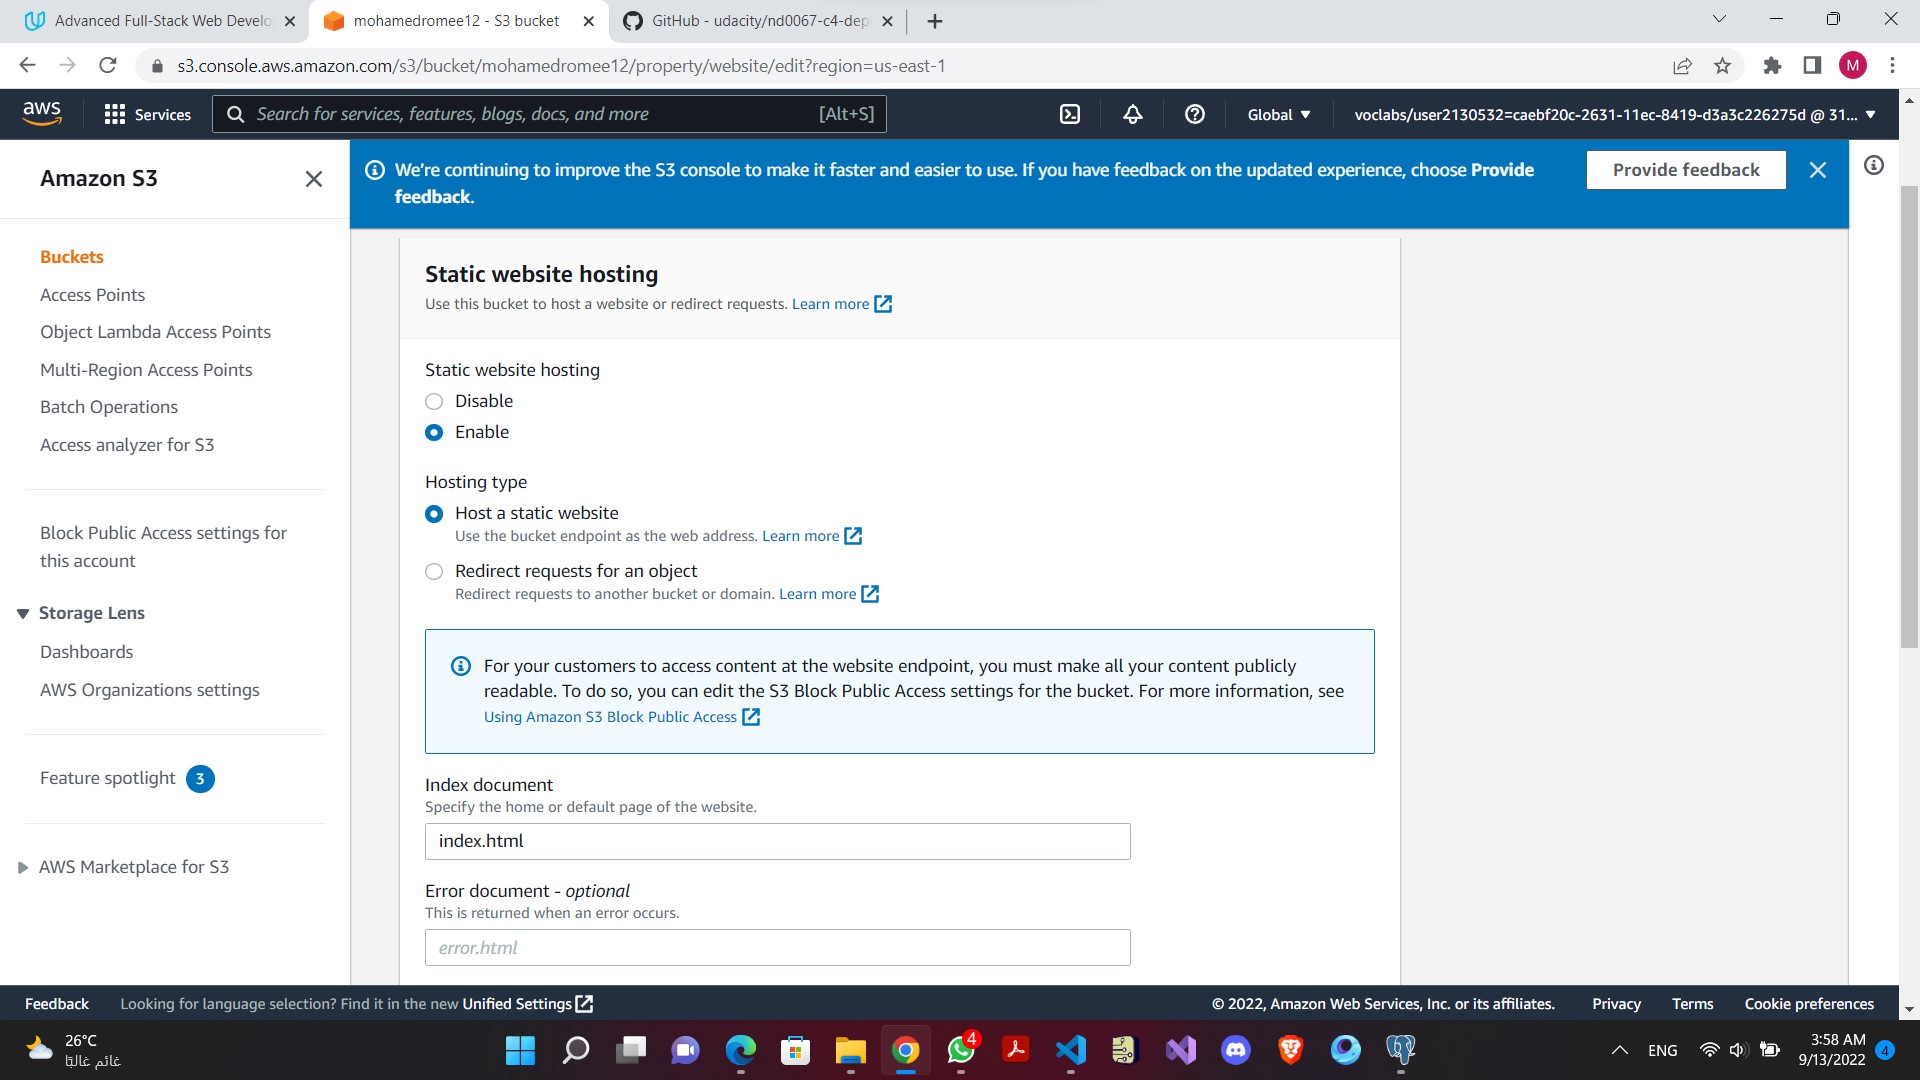 Advanced Full-Stack Web Develo
mohamedromee12 - S3 bucket
GitHub - udacity/nd0067-c4-dep
s3.console.aws.amazon.com/s3/bucket/mohamedromee12/property/website/edit?region=us-east-1
M
aws
Services
Search for services, features, blogs, docs, and more
[Alt+S]
Global
voclabs/user2130532=caebf20c-2631-11ec-8419-d3a3c226275d @ 31...
Amazon S3
We're continuing to improve the S3 console to make it faster and easier to use. If you have feedback on the updated experience, choose Provide
feedback.
Provide feedback
Buckets
Access Points
Object Lambda Access Points
Multi-Region Access Points
Batch Operations
Access analyzer for S3
Block Public Access settings for
this account
Storage Lens
Dashboards
AWS Organizations settings
Feature spotlight 3
AWS Marketplace for S3
Static website hosting
Use this bucket to host a website or redirect requests. Learn more
Static website hosting
Disable
Enable
Hosting type
Host a static website
Use the bucket endpoint as the web address. Learn more
Redirect requests for an object
Redirect requests to another bucket or domain. Learn more
For your customers to access content at the website endpoint, you must make all your content publicly
readable. To do so, you can edit the S3 Block Public Access settings for the bucket. For more information, see
Using Amazon S3 Block Public Access
Index document
Specify the home or default page of the website.
index.html
Error document - optional
This is returned when an error occurs.
error.html
Feedback
Looking for language selection? Find it in the new Unified Settings
© 2022, Amazon Web Services, Inc. or its affiliates.
Privacy
Terms
Cookie preferences
26°C
غائم غالبًا
4
ENG
3:58 AM
9/13/2022
4